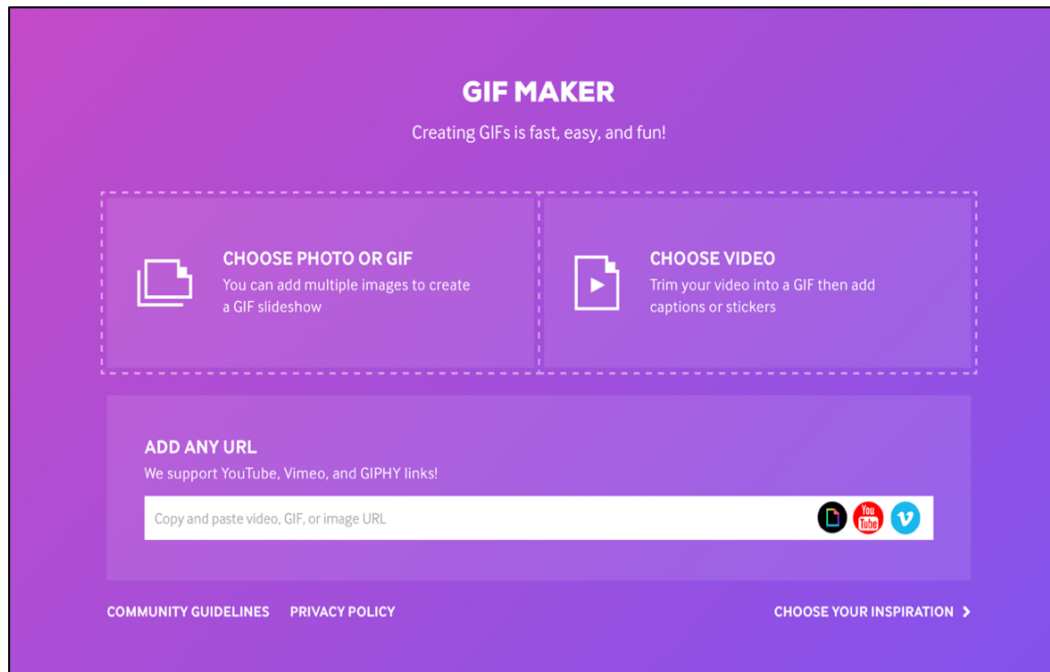 GIF MAKER
Creating GIFs is fast, easy, and fun!
CHOOSE PHOTO OR GIF
You can add multiple images to create
a GIF slideshow
CHOOSE VIDEO
Trim your video into a GIF then add
captions or stickers
ADD ANY URL
We support YouTube, Vimeo, and GIPHY links!
Copy and paste video, GIF, or image URL
You
Tube
COMMUNITY GUIDELINES PRIVACY POLICY
CHOOSE YOUR INSPIRATION